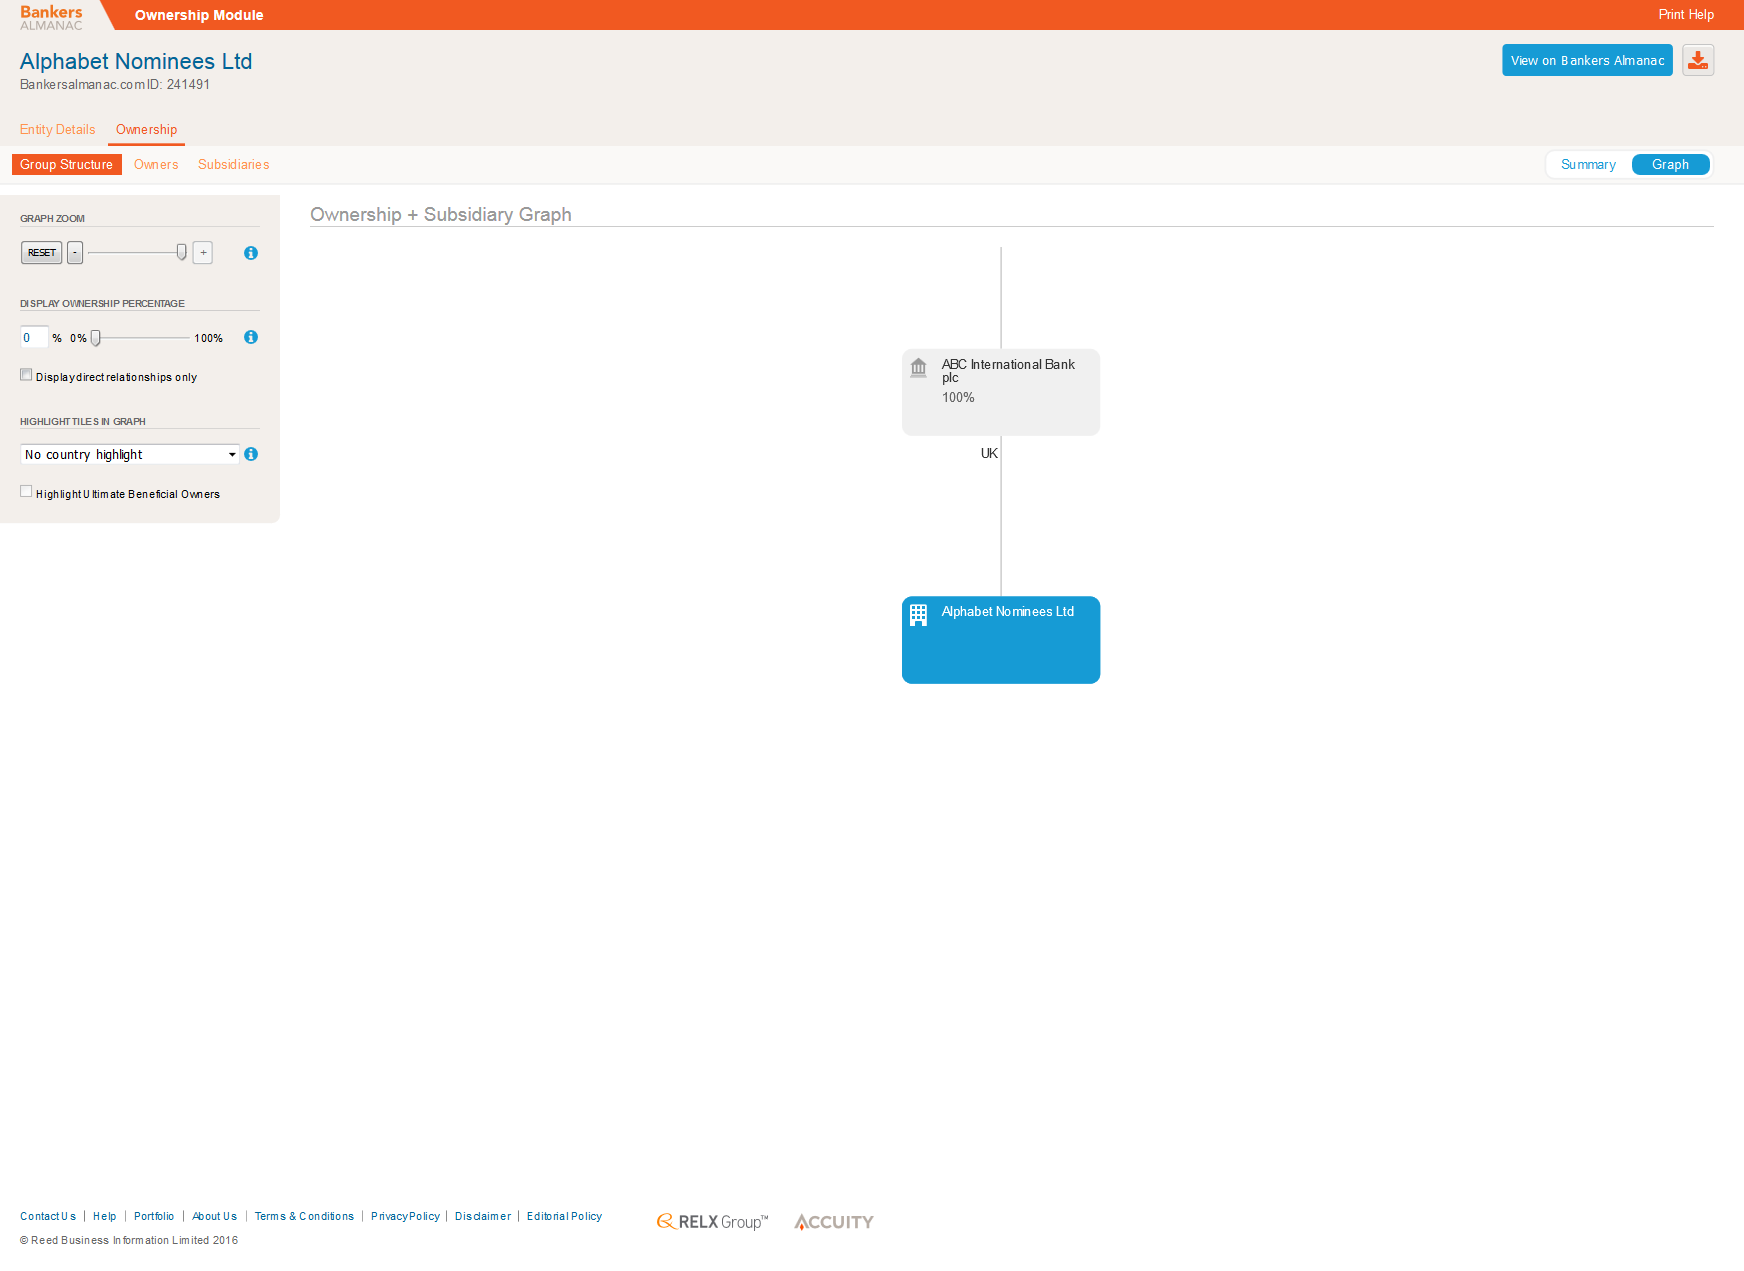 Bankers
ALMANAC
Ownership Module
Print Help
Alphabet Nominees Ltd
Bankersalmanac.com ID: 241491
View on Bankers Almanac
Entity Details
Ownership
Group Structure
Owners
Subsidiaries
Summary
Graph
GRAPH ZOOM
RESET
-
+
DISPLAY OWNERSHIP PERCENTAGE
0 % 0% 100%
Display direct relationships only
HIGHLIGHT TILES IN GRAPH
No country highlight
Highlight Ultimate Beneficial Owners
Ownership + Subsidiary Graph
ABC International Bank
plc
100%
UK
Alphabet Nominees Ltd
Contact Us | Help | Portfolio | About Us | Terms & Conditions | Privacy Policy | Disclaimer | Editorial Policy
RELX Group™
ACCUITY
© Reed Business Information Limited 2016